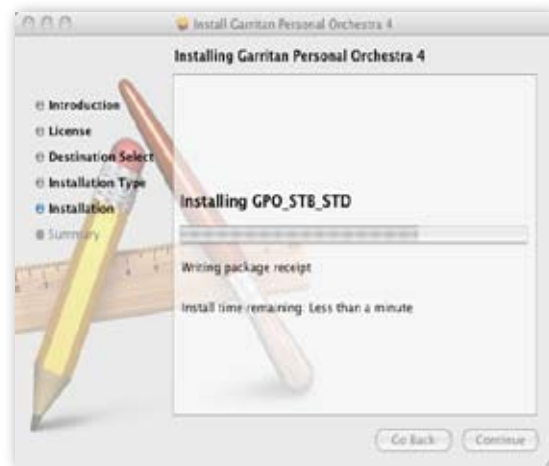 Install Garritan Personal Orchestra 4
Installing Garritan Personal Orchestra 4
Introduction
License
Destination Select
Installation Type
Installation
Summary
Installing GPO_STB_STD
Writing package receipt
Install time remaining: Less than a minute
Go Back
Continue